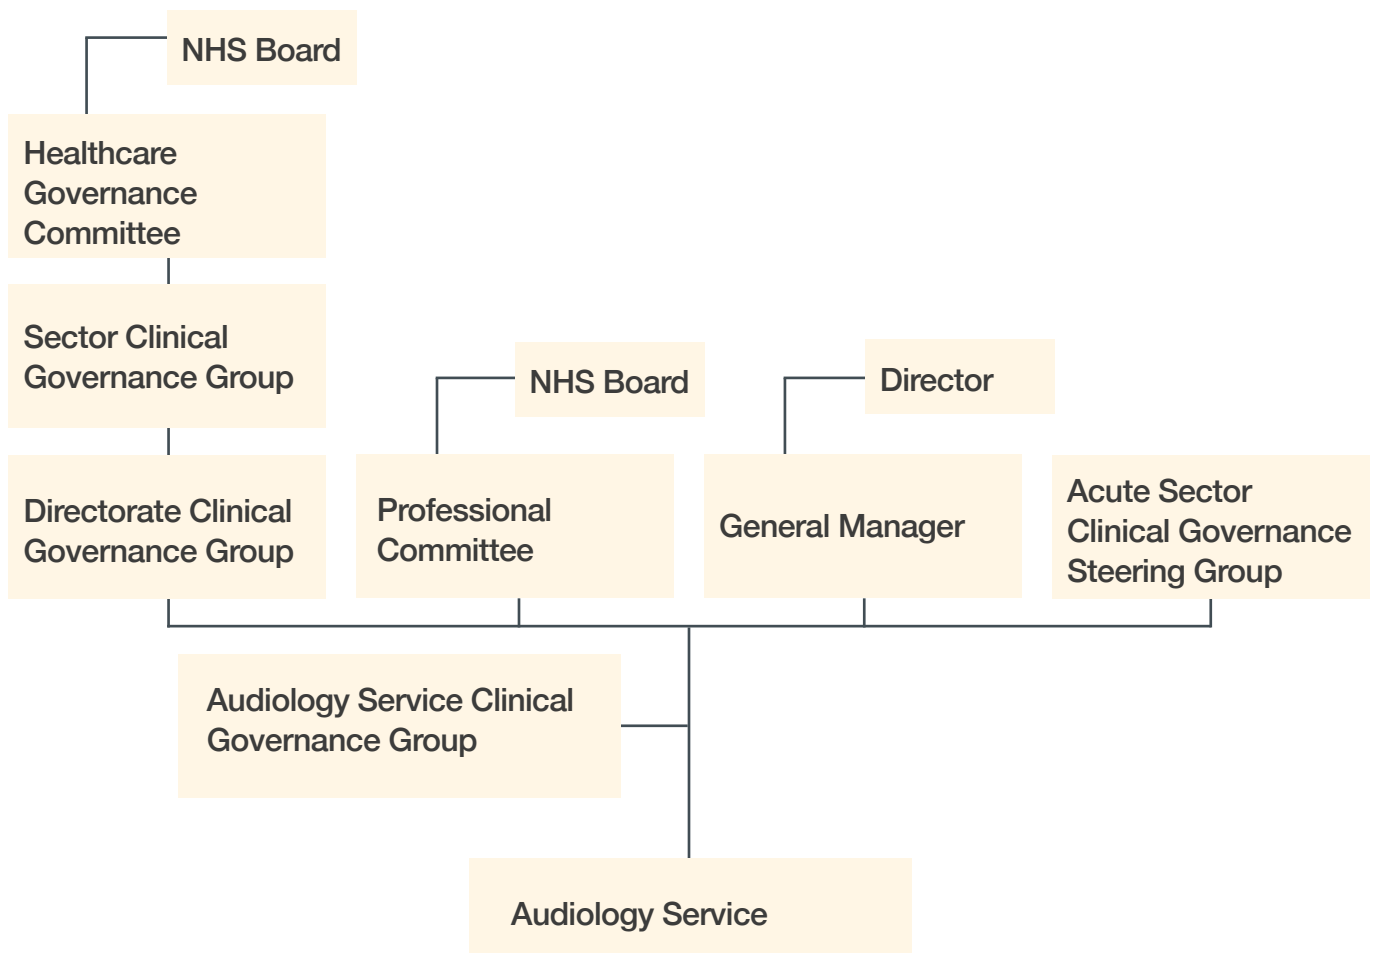 NHS Board
Healthcare
Governance
Committee
Sector Clinical
Governance Group
NHS Board
Director
Directorate Clinical
Governance Group
Professional
Committee
General Manager
Acute Sector
Clinical Governance
Steering Group
Audiology Service Clinical
Governance Group
Audiology Service